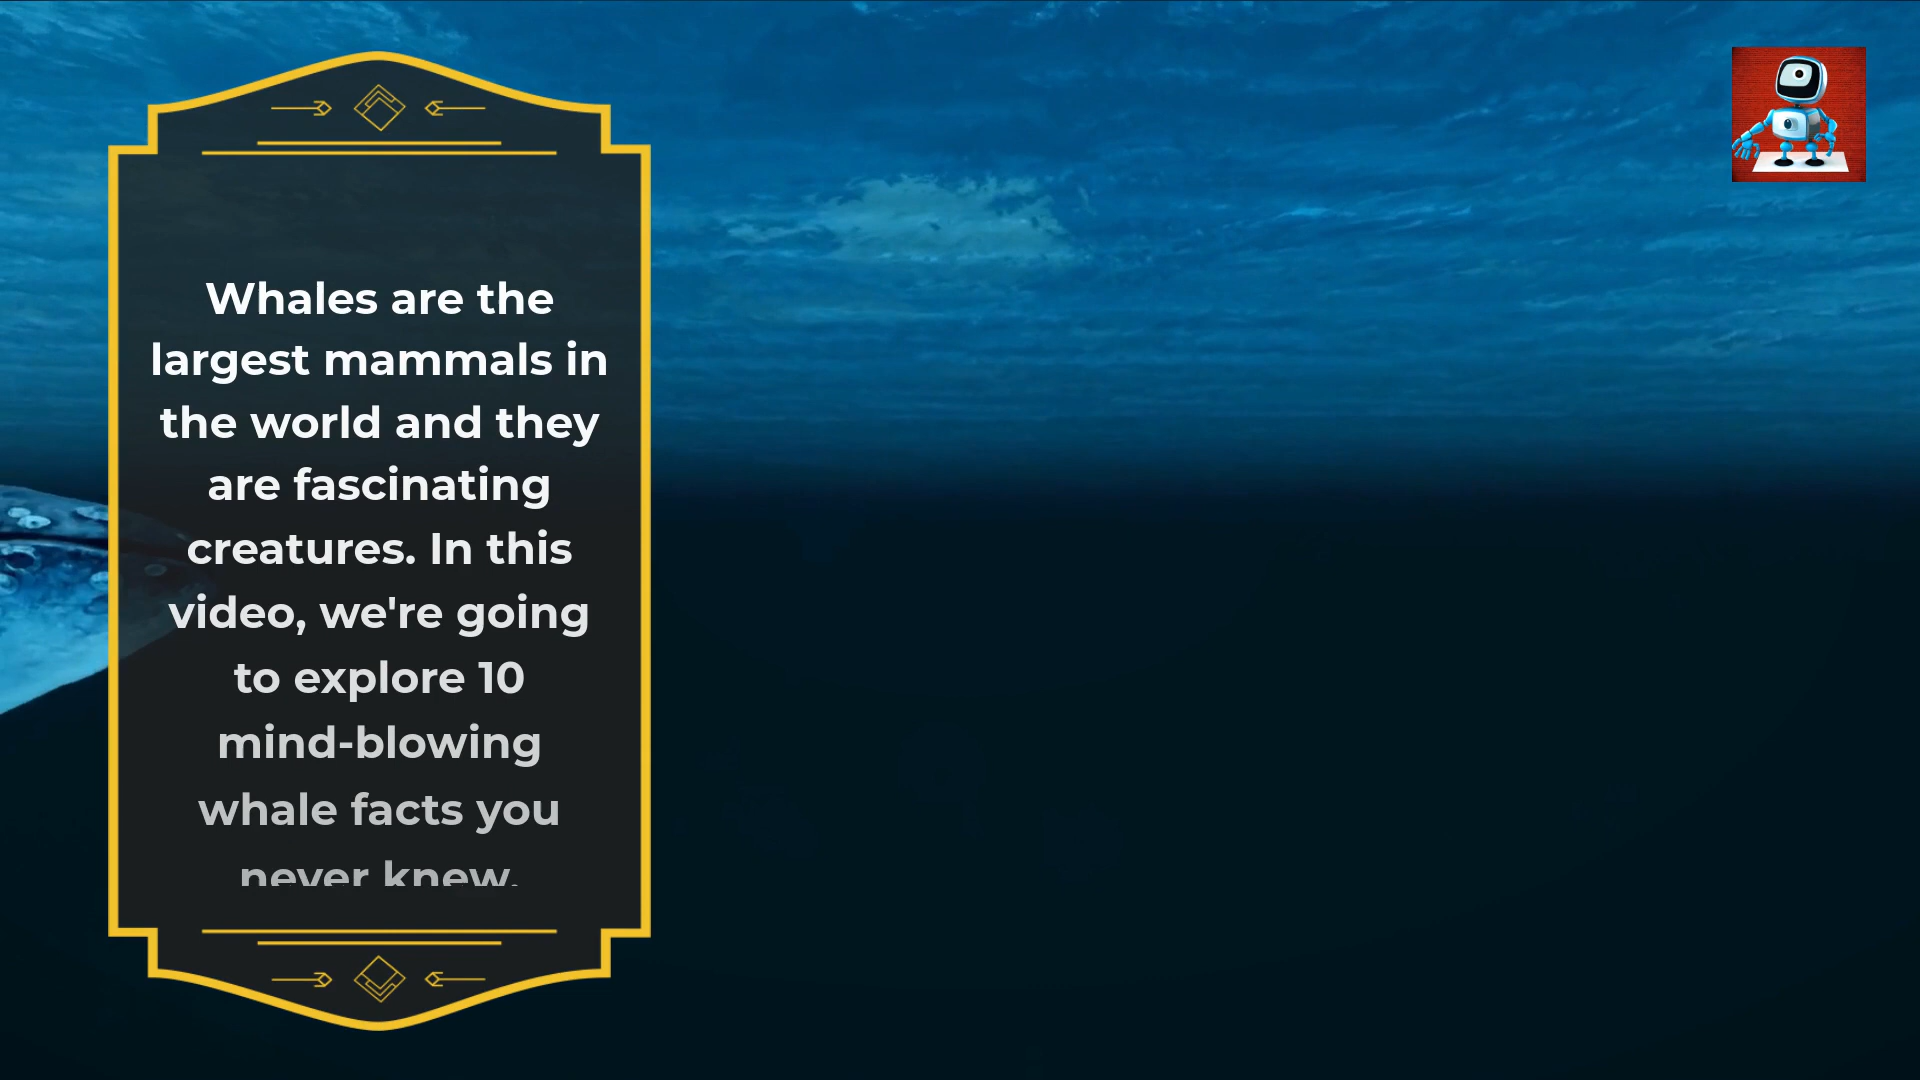 Whales are the
largest mammals in
the world and they
are fascinating
creatures. In this
video, we're going
to explore 10
mind-blowing
whale facts you
never knew.